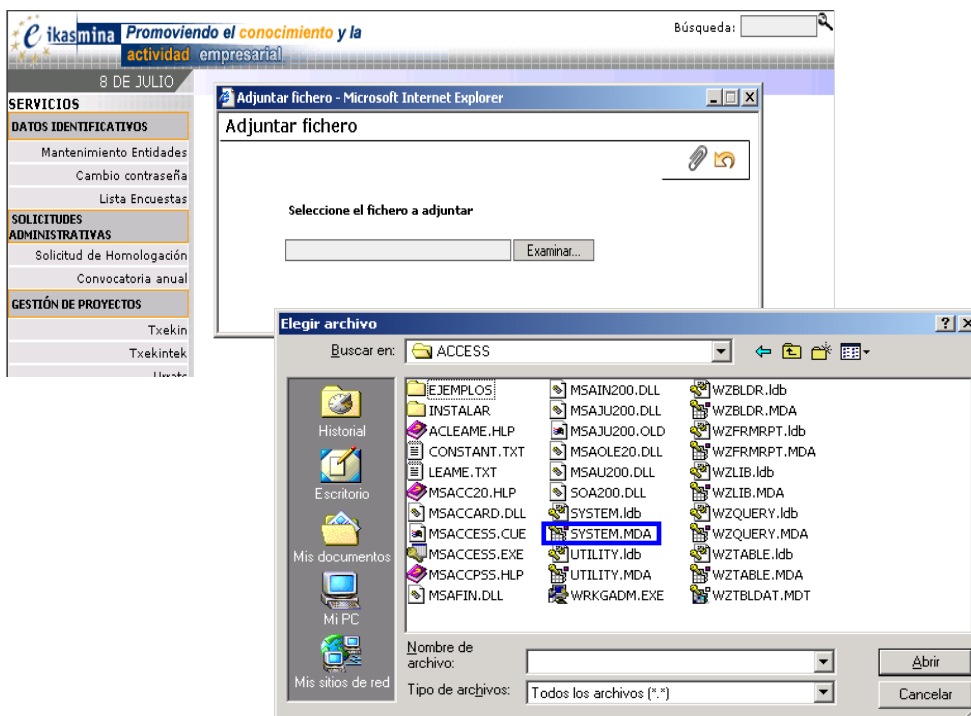 e ikasmina Promoviendo el conocimiento y la
actividad empresarial
Búsqueda:
8 DE JULIO
SERVICIOS
DATOS IDENTIFICATIVOS
Mantenimiento Entidades
Cambio contraseña
Lista Encuestas
SOLICITUDES
ADMINISTRATIVAS
Solicitud de Homologación
Convocatoria anual
GESTIÓN DE PROYECTOS
Txekin
Txekintek
Adjuntar fichero - Microsoft Internet Explorer
Adjuntar fichero
Seleccione el fichero a adjuntar
Examinar...
Elegir archivo
Buscar en: ACCESS
Historial
Escritorio
Mis documentos
Mi PC
Mis sitios de red
EJEMPLOS
INSTALAR
ACLEAME.HLP
CONSTANT.TXT
LEAME.TXT
MSACC20.HLP
MSACCARD.DLL
MSACCESS.CUE
MSACCESS.EXE
MSACCPSS.HLP
MSAFIN.DLL
MSAIN200.DLL
MSAJU200.DLL
MSAJU200.OLD
MSAOLE20.DLL
MSAU200.DLL
SOA200.DLL
SYSTEM.ldb
SYSTEM.MDA
UTILITY.ldb
UTILITY.MDA
WRKGADM.EXE
WZBLDR.ldb
WZBLDR.MDA
WZFRMRPT.ldb
WZFRMRPT.MDA
WZLIB.ldb
WZLIB.MDA
WZQUERY.ldb
WZQUERY.MDA
WZTABLE.ldb
WZTABLE.MDA
WZTBLDAT.MDT
Nombre de
archivo:
Abrir
Tipo de archivos: Todos los archivos (*.*)
Cancelar